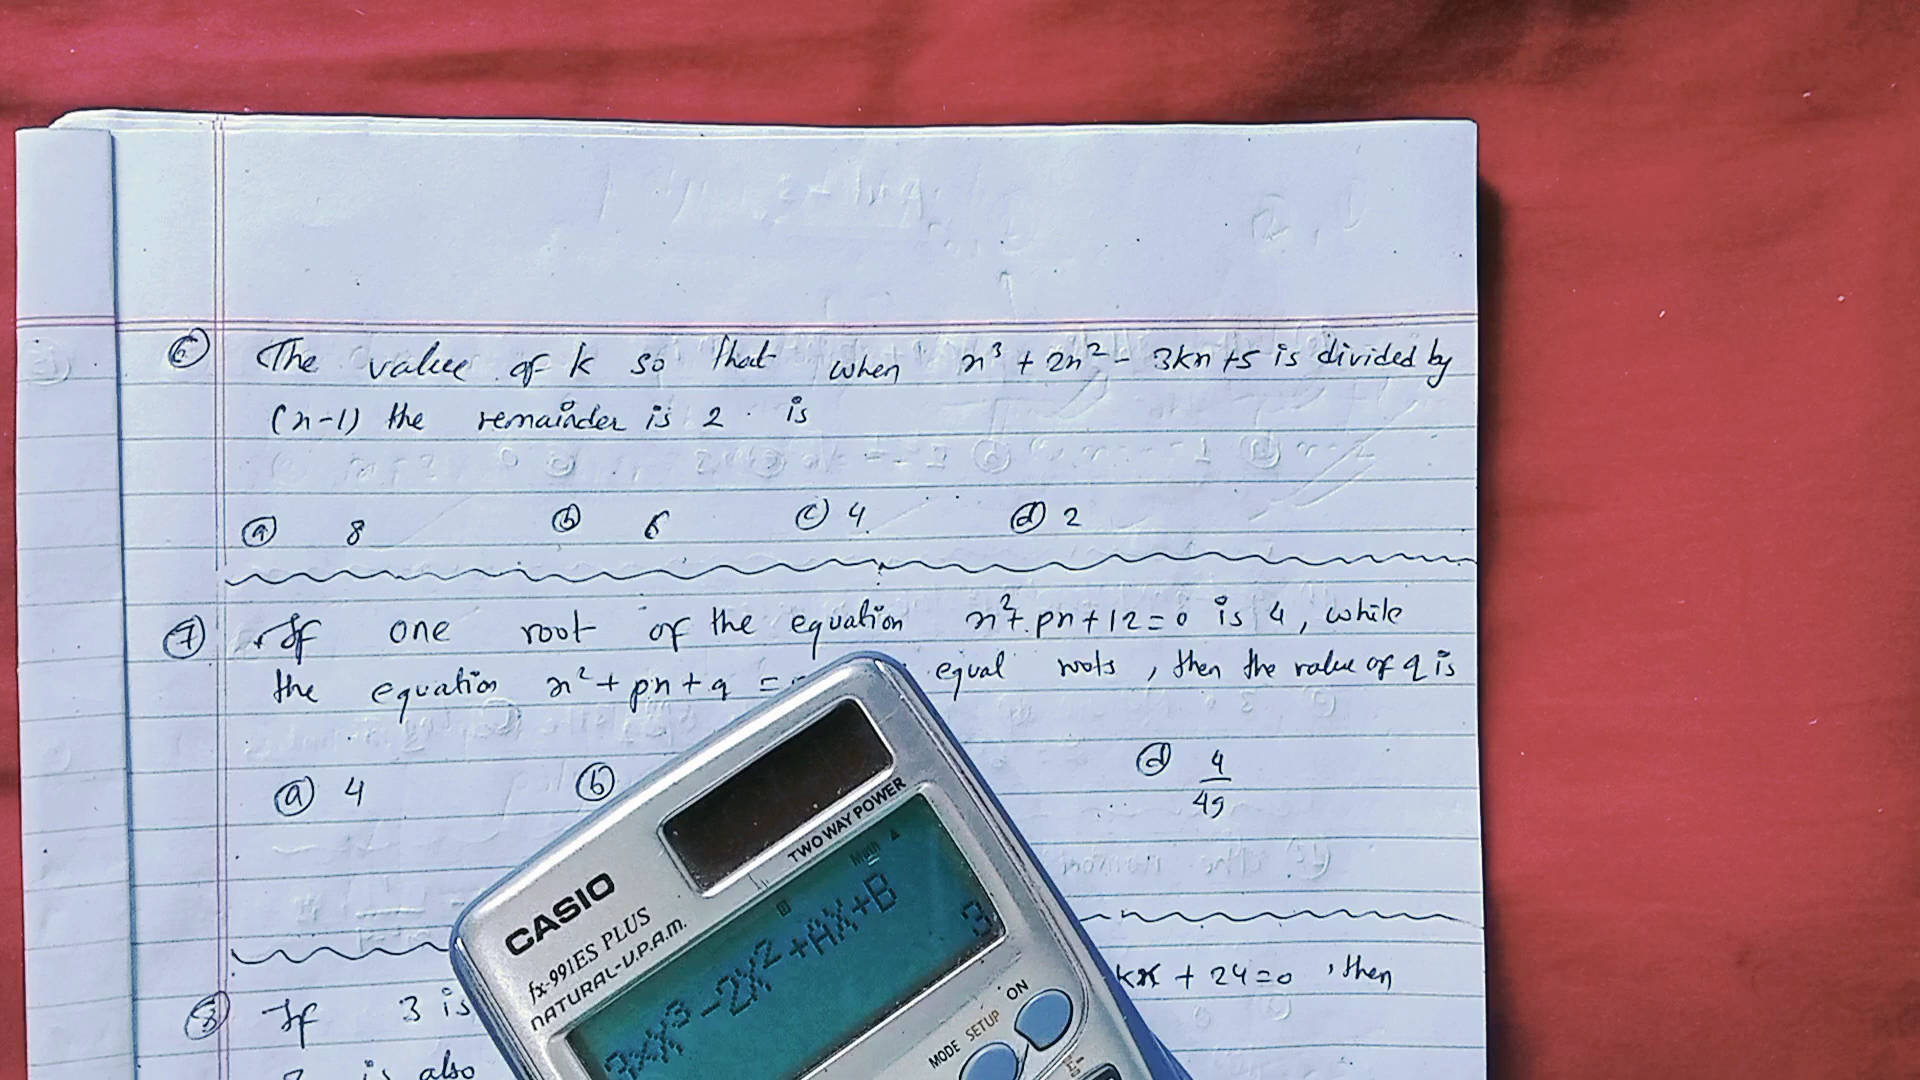 ⑥ The value of k so that when x³ + 2x² - 3kx + 5 is divided by
(x-1) the remainder is 2. is
ⓐ 8 ⓑ 6 ⓒ 4 ⓓ 2
⑦ If one root of the equation x² + px + 12 = 0 is 4, while
the equation x² + px + q = equal roots, then the value of q is
ⓐ 4 ⓑ ⓓ 4/49
⑧ If 3 is kx + 24 = 0, then
is also
CASIO
fx-991ES PLUS
NATURAL-V.P.A.M.
TWO WAY POWER
Math ▲
3×X³-2X²+AX+B
3
MODE SETUP ON